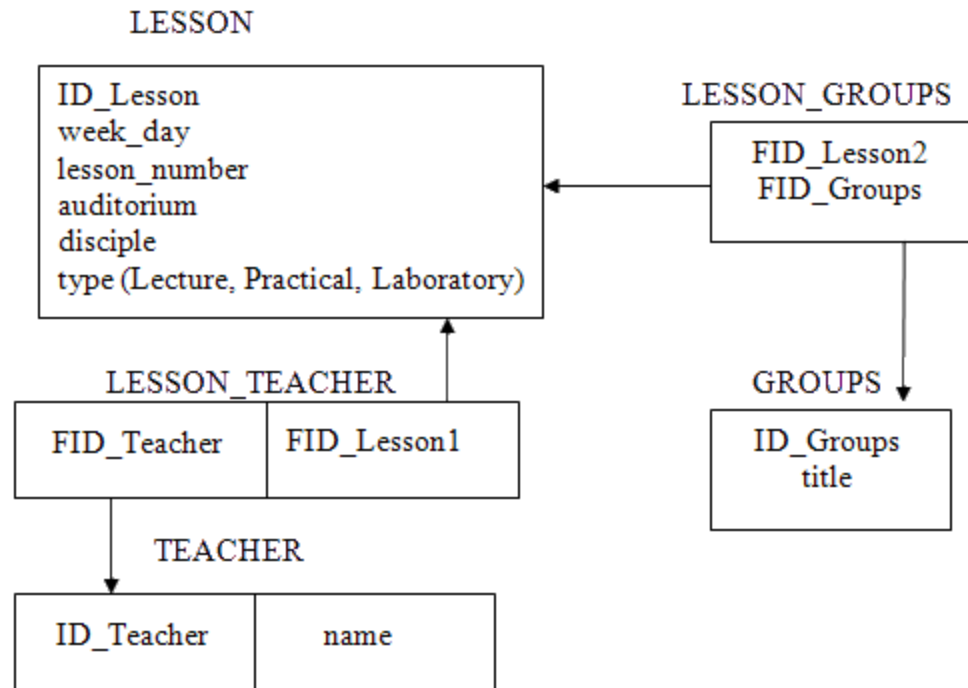 LESSON
ID_Lesson
week_day
lesson_number
auditorium
disciple
type (Lecture, Practical, Laboratory)
LESSON_GROUPS
FID_Lesson2
FID_Groups
LESSON_TEACHER
FID_Teacher
FID_Lesson1
GROUPS
ID_Groups
title
TEACHER
ID_Teacher
name